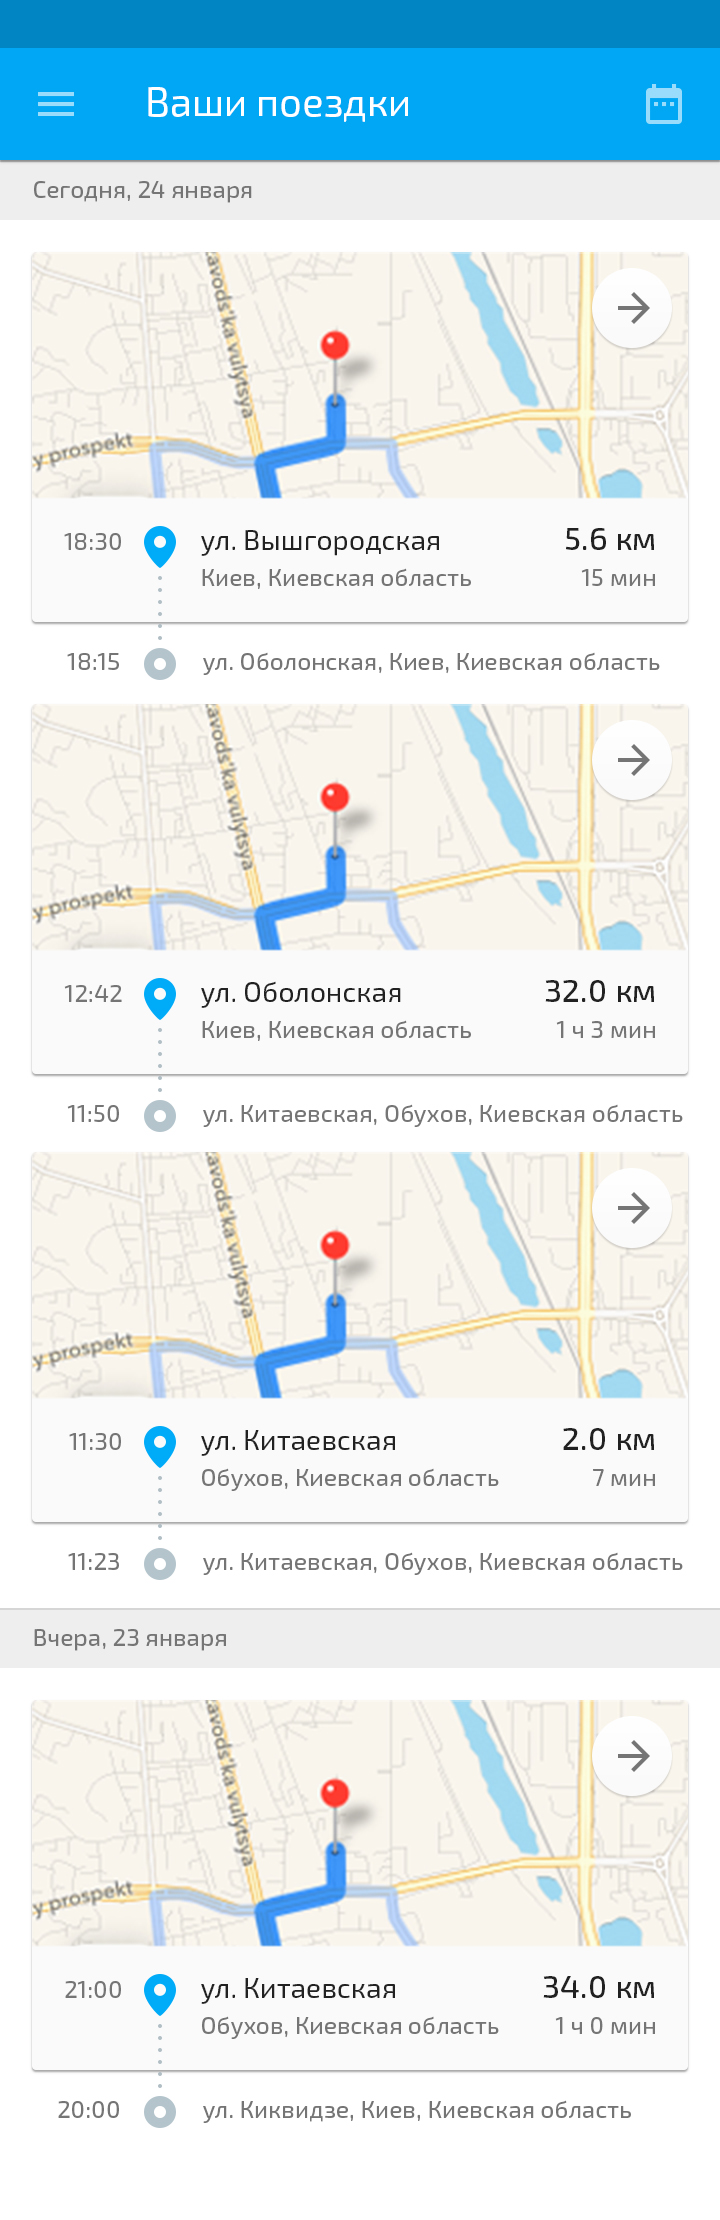 Ваши поездки
Сегодня, 24 января
avods'ka vulytsya
y prospekt
18:30 ул. Вышгородская 5.6 км
Киев, Киевская область 15 мин
18:15 ул. Оболонская, Киев, Киевская область
avods'ka vulytsya
y prospekt
12:42 ул. Оболонская 32.0 км
Киев, Киевская область 1 ч 3 мин
11:50 ул. Китаевская, Обухов, Киевская область
avods'ka vulytsya
y prospekt
11:30 ул. Китаевская 2.0 км
Обухов, Киевская область 7 мин
11:23 ул. Китаевская, Обухов, Киевская область
Вчера, 23 января
avods'ka vulytsya
y prospekt
21:00 ул. Китаевская 34.0 км
Обухов, Киевская область 1 ч 0 мин
20:00 ул. Киквидзе, Киев, Киевская область